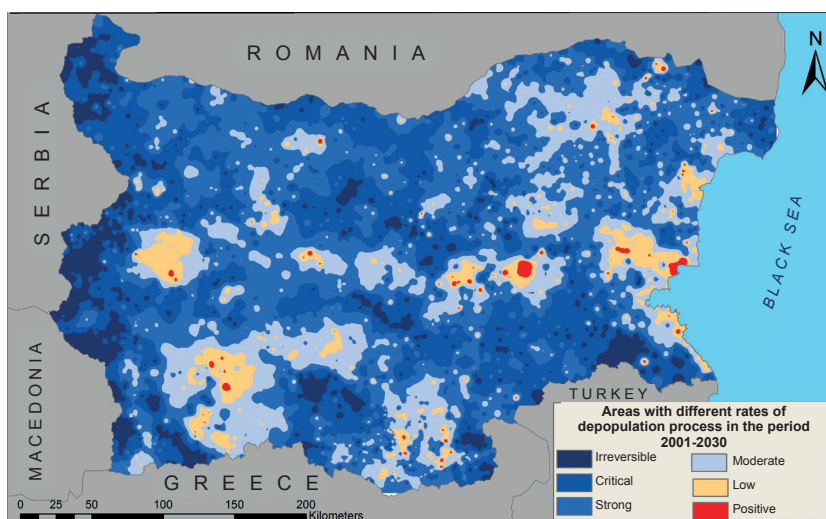 ROMANIA
N
SERBIA
BLACK SEA
MACEDONIA
TURKEY
GREECE
0 25 50 100 150 200
Kilometers
Areas with different rates of
depopulation process in the period
2001-2030
Irreversible
Critical
Strong
Moderate
Low
Positive